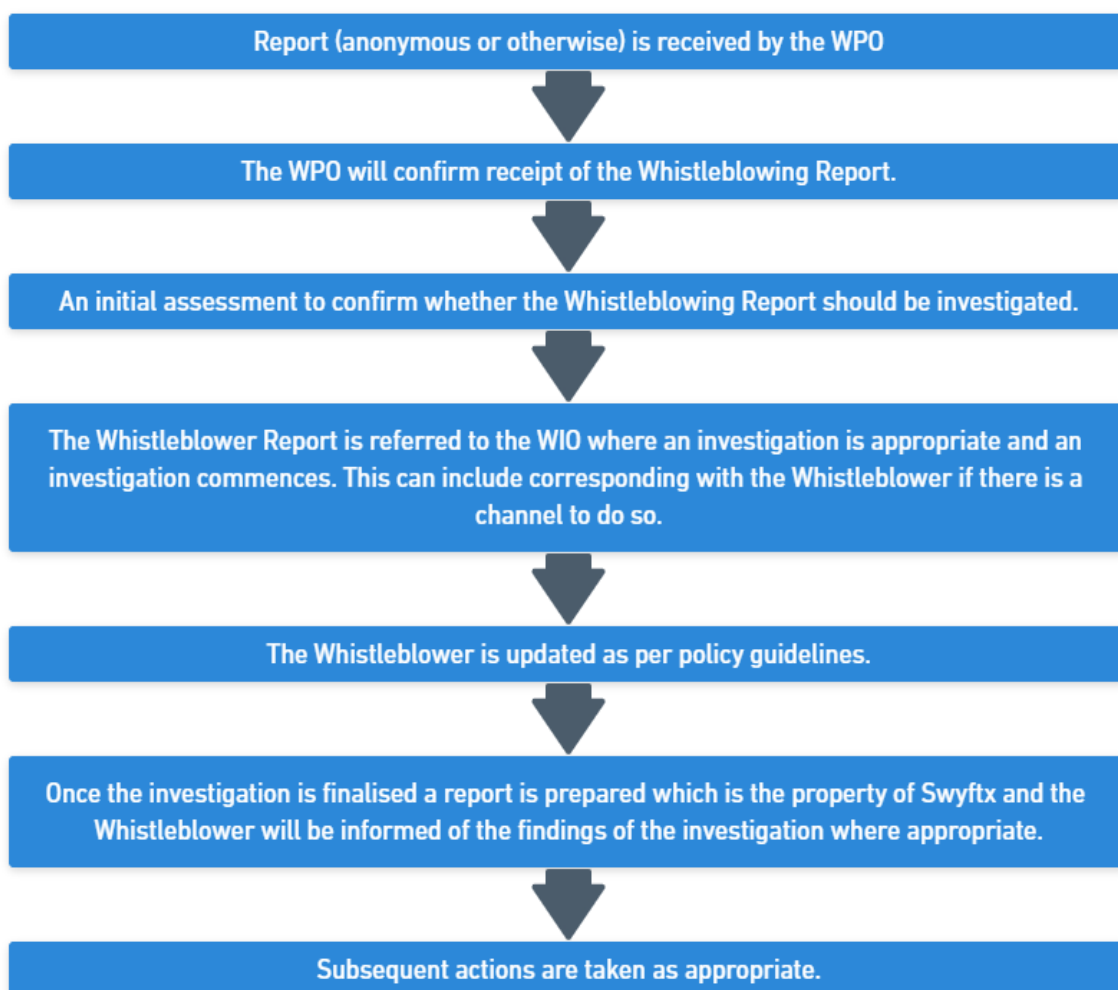 Report (anonymous or otherwise) is received by the WPO
The WPO will confirm receipt of the Whistleblowing Report.
An initial assessment to confirm whether the Whistleblowing Report should be investigated.
The Whistleblower Report is referred to the WIO where an investigation is appropriate and an
investigation commences. This can include corresponding with the Whistleblower if there is a
channel to do so.
The Whistleblower is updated as per policy guidelines.
Once the investigation is finalised a report is prepared which is the property of Swyftx and the
Whistleblower will be informed of the findings of the investigation where appropriate.
Subsequent actions are taken as appropriate.